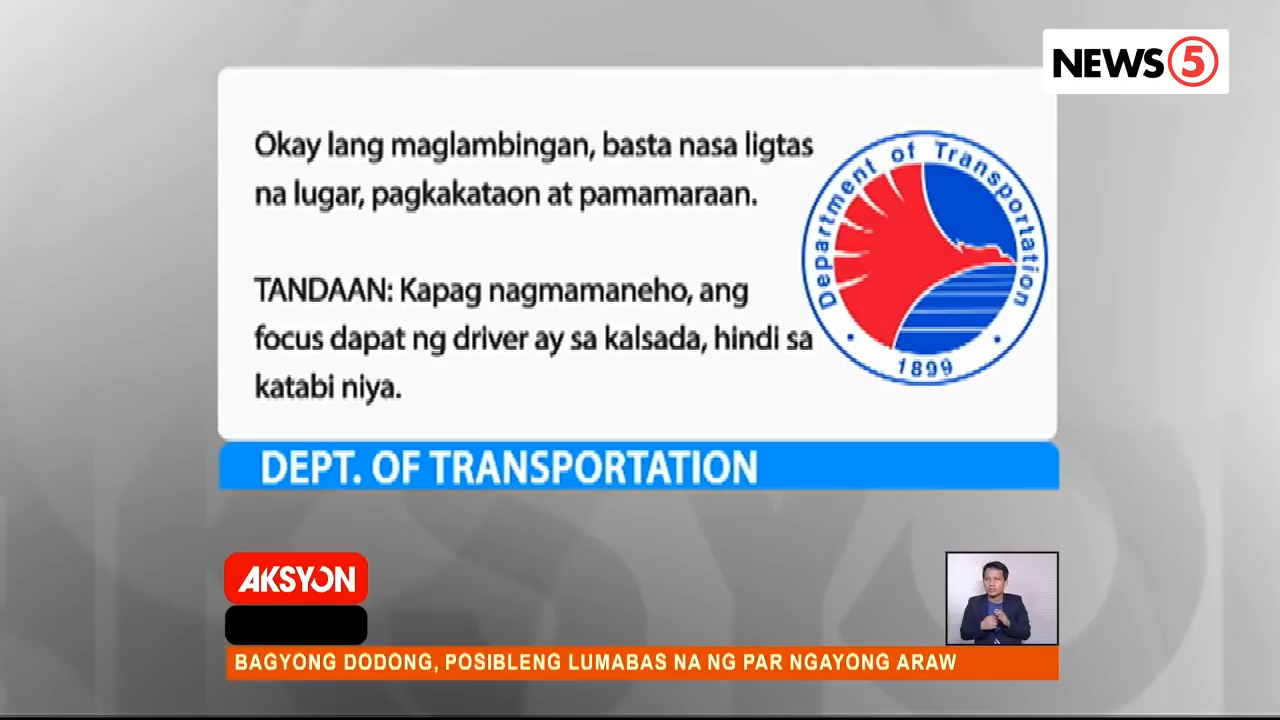 NEWS 5
Okay lang maglambingan, basta nasa ligtas
na lugar, pagkakataon at pamamaraan.
TANDAAN: Kapag nagmamaneho, ang
focus dapat ng driver ay sa kalsada, hindi sa
katabi niya.
Department of Transportation
1899
DEPT. OF TRANSPORTATION
AKSYON
BAGYONG DODONG, POSIBLENG LUMABAS NA NG PAR NGAYONG ARAW